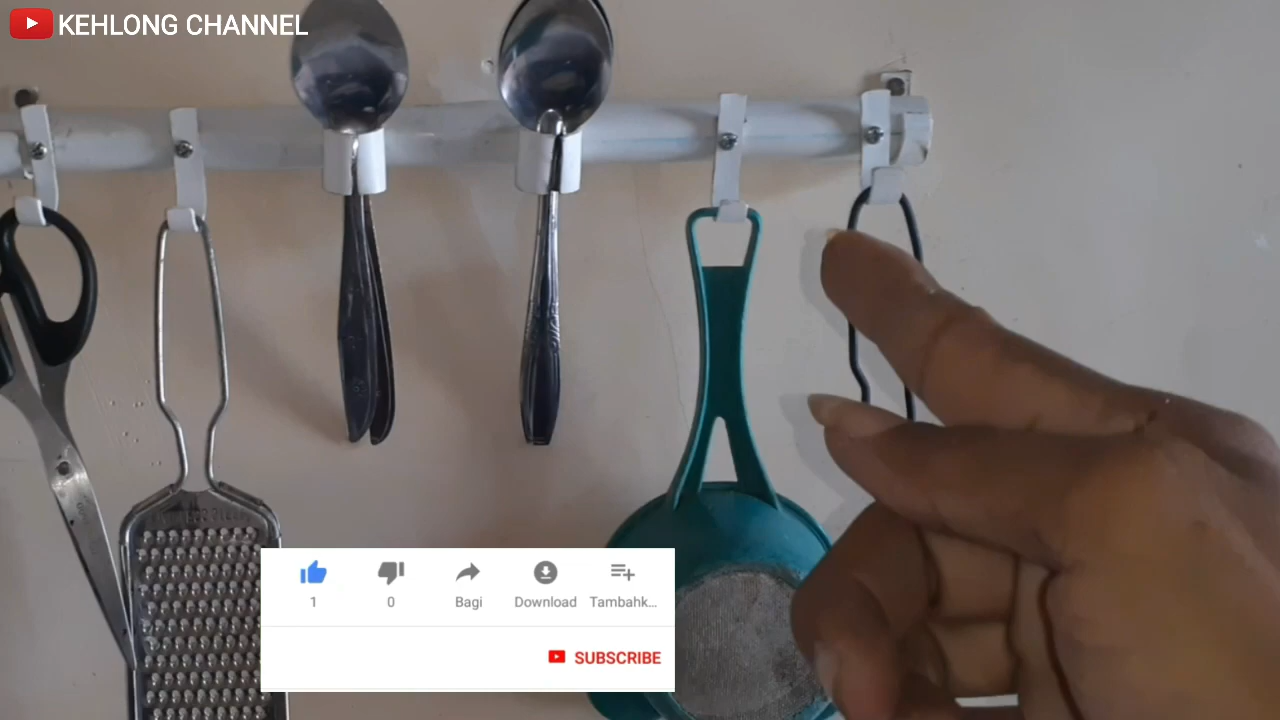 KEHLONG CHANNEL
1
0
Bagi
Download
Tambahk...
SUBSCRIBE